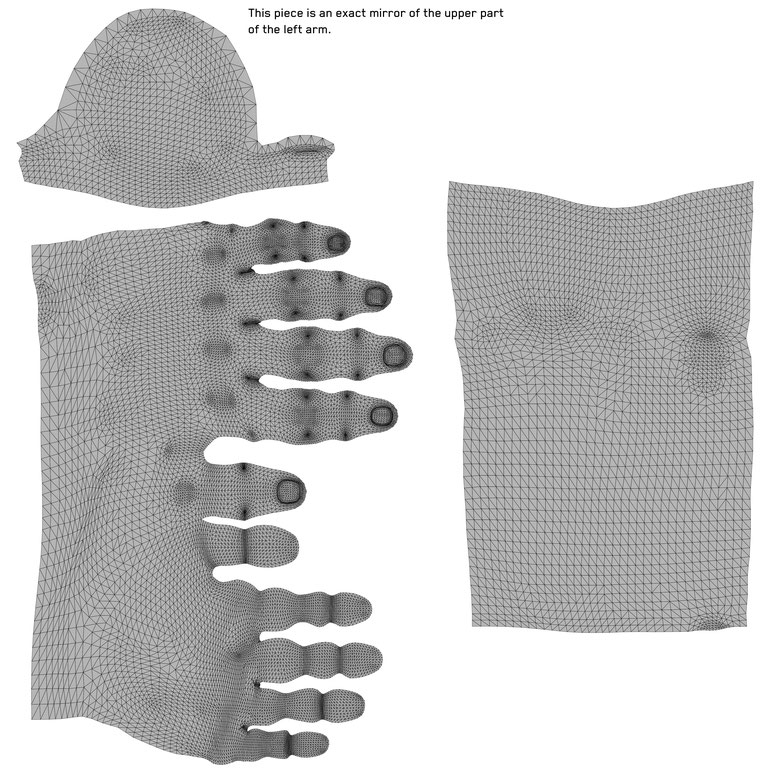 This piece is an exact mirror of the upper part
of the left arm.